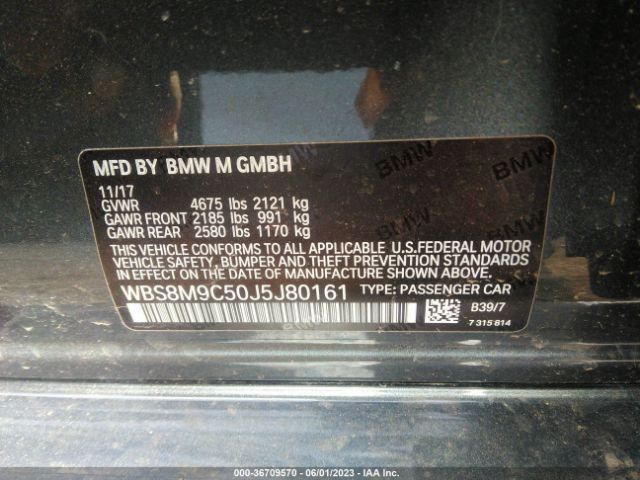 MFD BY BMW M GMBH
11/17
GVWR 4675 lbs 2121 kg
GAWR FRONT 2185 lbs 991 kg
GAWR REAR 2580 lbs 1170 kg
THIS VEHICLE CONFORMS TO ALL APPLICABLE U.S.FEDERAL MOTOR
VEHICLE SAFETY, BUMPER AND THEFT PREVENTION STANDARDS
IN EFFECT ON THE DATE OF MANUFACTURE SHOWN ABOVE.
WBS8M9C50J5J80161 TYPE: PASSENGER CAR
B39/7
7 315 814
BMW
BMW
BMW
000-36709570 - 06/01/2023 - IAA Inc.